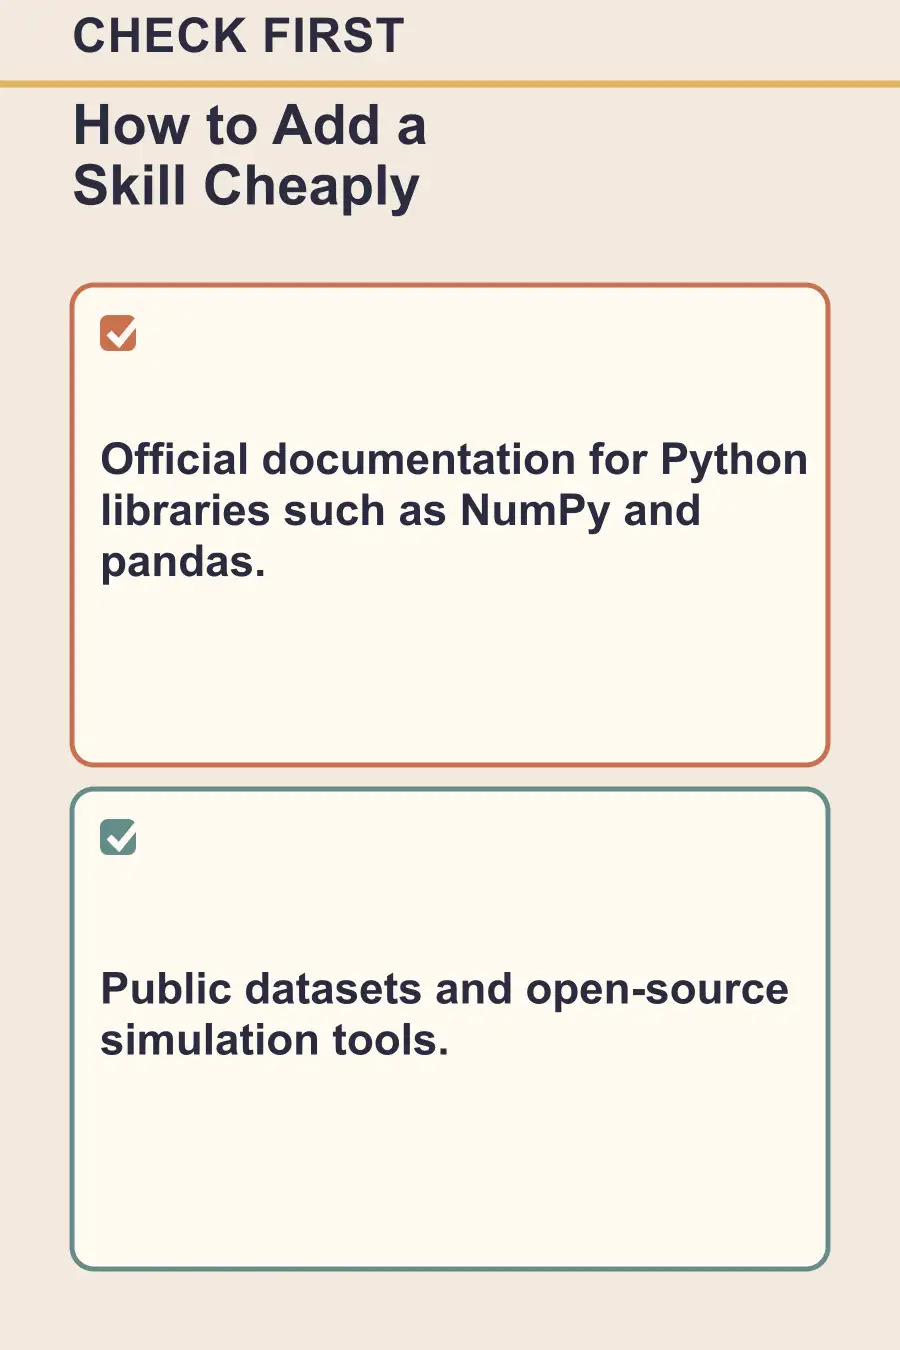 CHECK FIRST
How to Add a
Skill Cheaply
Official documentation for Python
libraries such as NumPy and
pandas.
Public datasets and open-source
simulation tools.